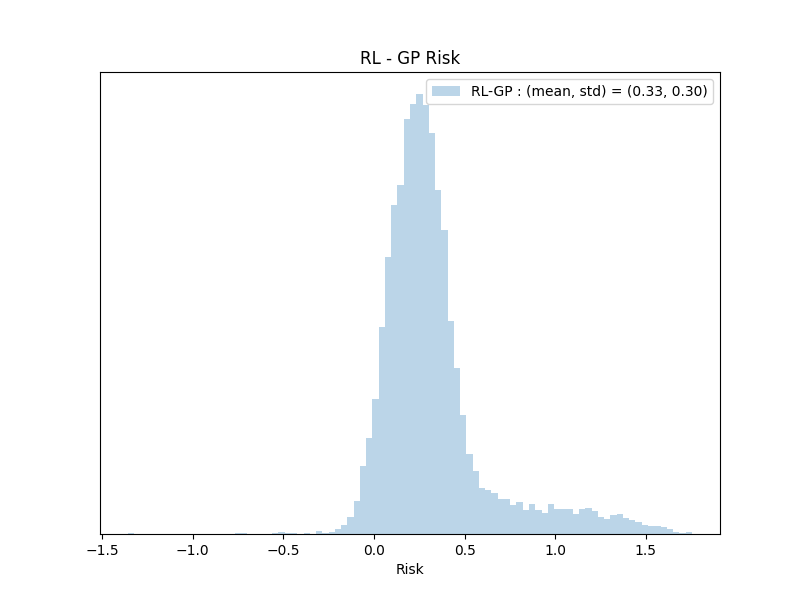 RL - GP Risk
RL-GP : (mean, std) = (0.33, 0.30)
−1.5 −1.0 −0.5 0.0 0.5 1.0 1.5
Risk